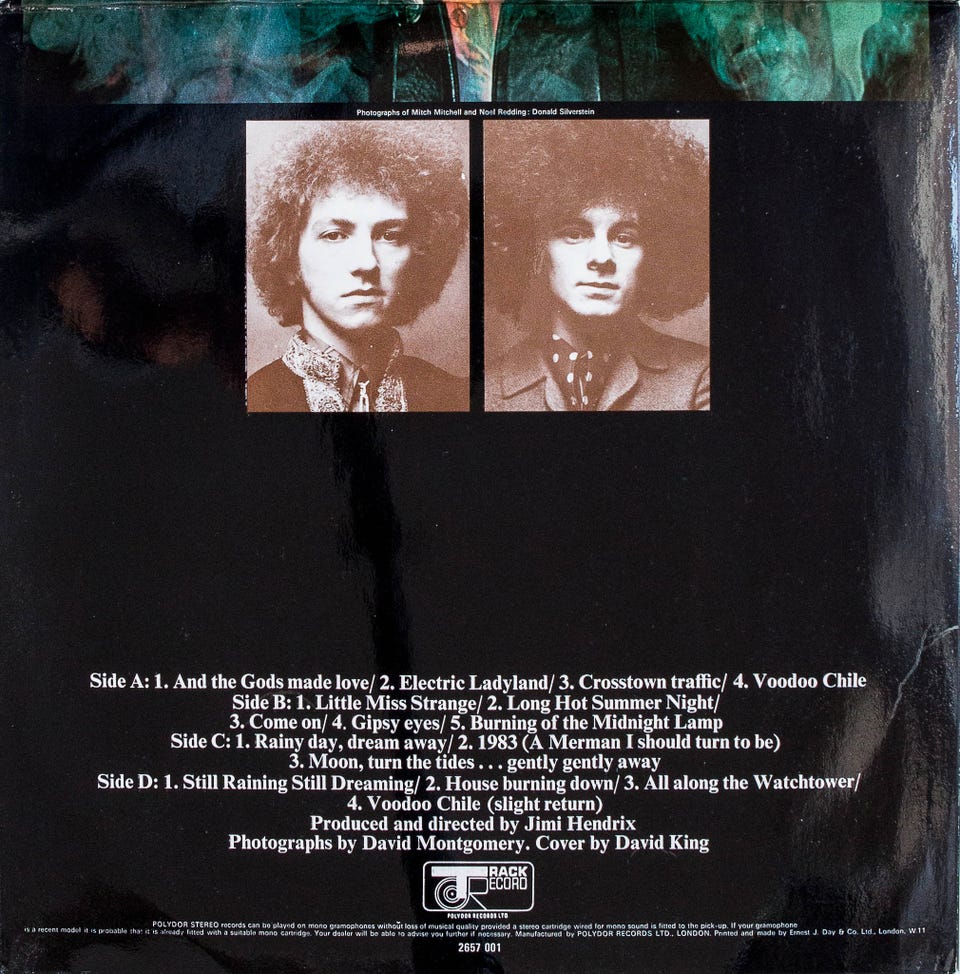 Photographs of Mitch Mitchell and Noel Redding: Donald Silverstein
Side A: 1. And the Gods made love/ 2. Electric Ladyland/ 3. Crosstown traffic/ 4. Voodoo Chile
Side B: 1. Little Miss Strange/ 2. Long Hot Summer Night/
3. Come on/ 4. Gipsy eyes/ 5. Burning of the Midnight Lamp
Side C: 1. Rainy day, dream away/ 2. 1983 (A Merman I should turn to be)
3. Moon, turn the tides . . . gently gently away
Side D: 1. Still Raining Still Dreaming/ 2. House burning down/ 3. All along the Watchtower/
4. Voodoo Chile (slight return)
Produced and directed by Jimi Hendrix
Photographs by David Montgomery. Cover by David King
TRACK
RECORD
POLYDOR RECORDS LTD
POLYDOR STEREO records can be played on mono gramophones without loss of musical quality provided a stereo cartridge wired for mono sound is fitted to the pick-up. If your gramophone
is a recent model it is probable that it is already fitted with a suitable mono cartridge. Your dealer will be able to advise you further if necessary. Manufactured by POLYDOR RECORDS LTD., LONDON. Printed and made by Ernest J. Day & Co. Ltd., London, W 11
2657 001